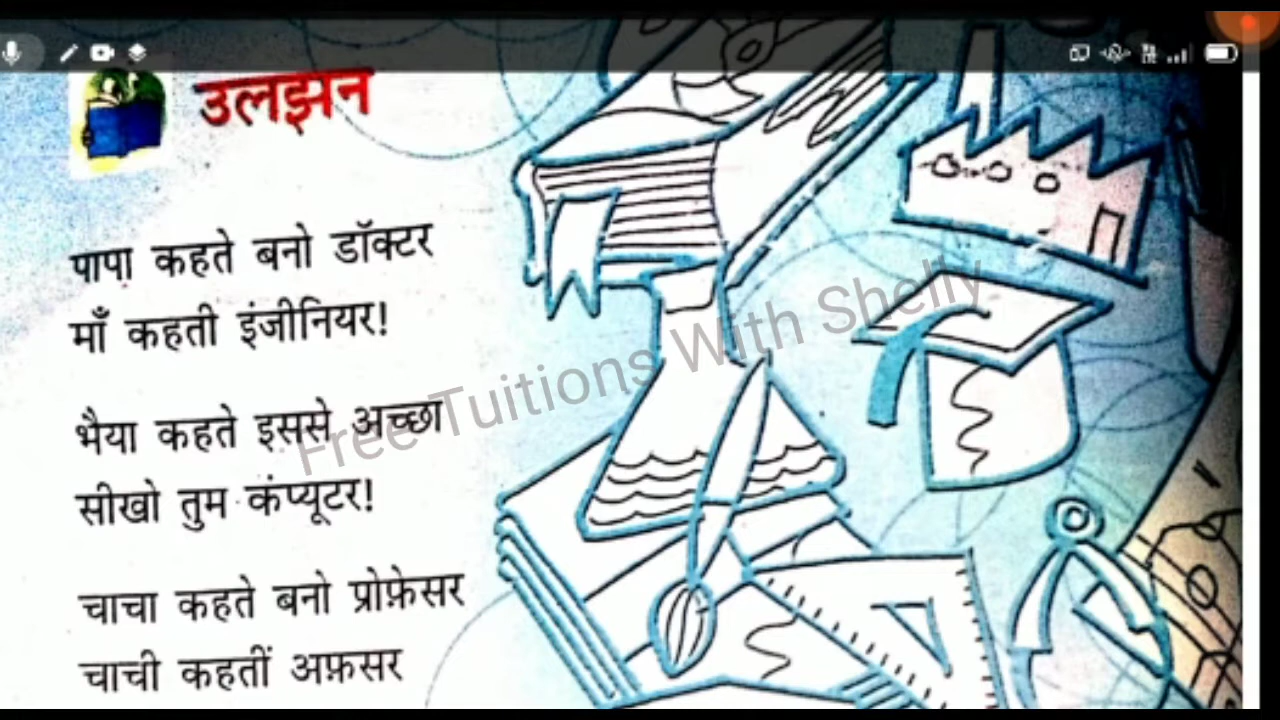 उलझन
पापा कहते बनो डॉक्टर
माँ कहती इंजीनियर!
भैया कहते इससे अच्छा
सीखो तुम कंप्यूटर!
चाचा कहते बनो प्रोफ़ेसर
चाची कहतीं अफ़सर
Free Tuitions With Shelly